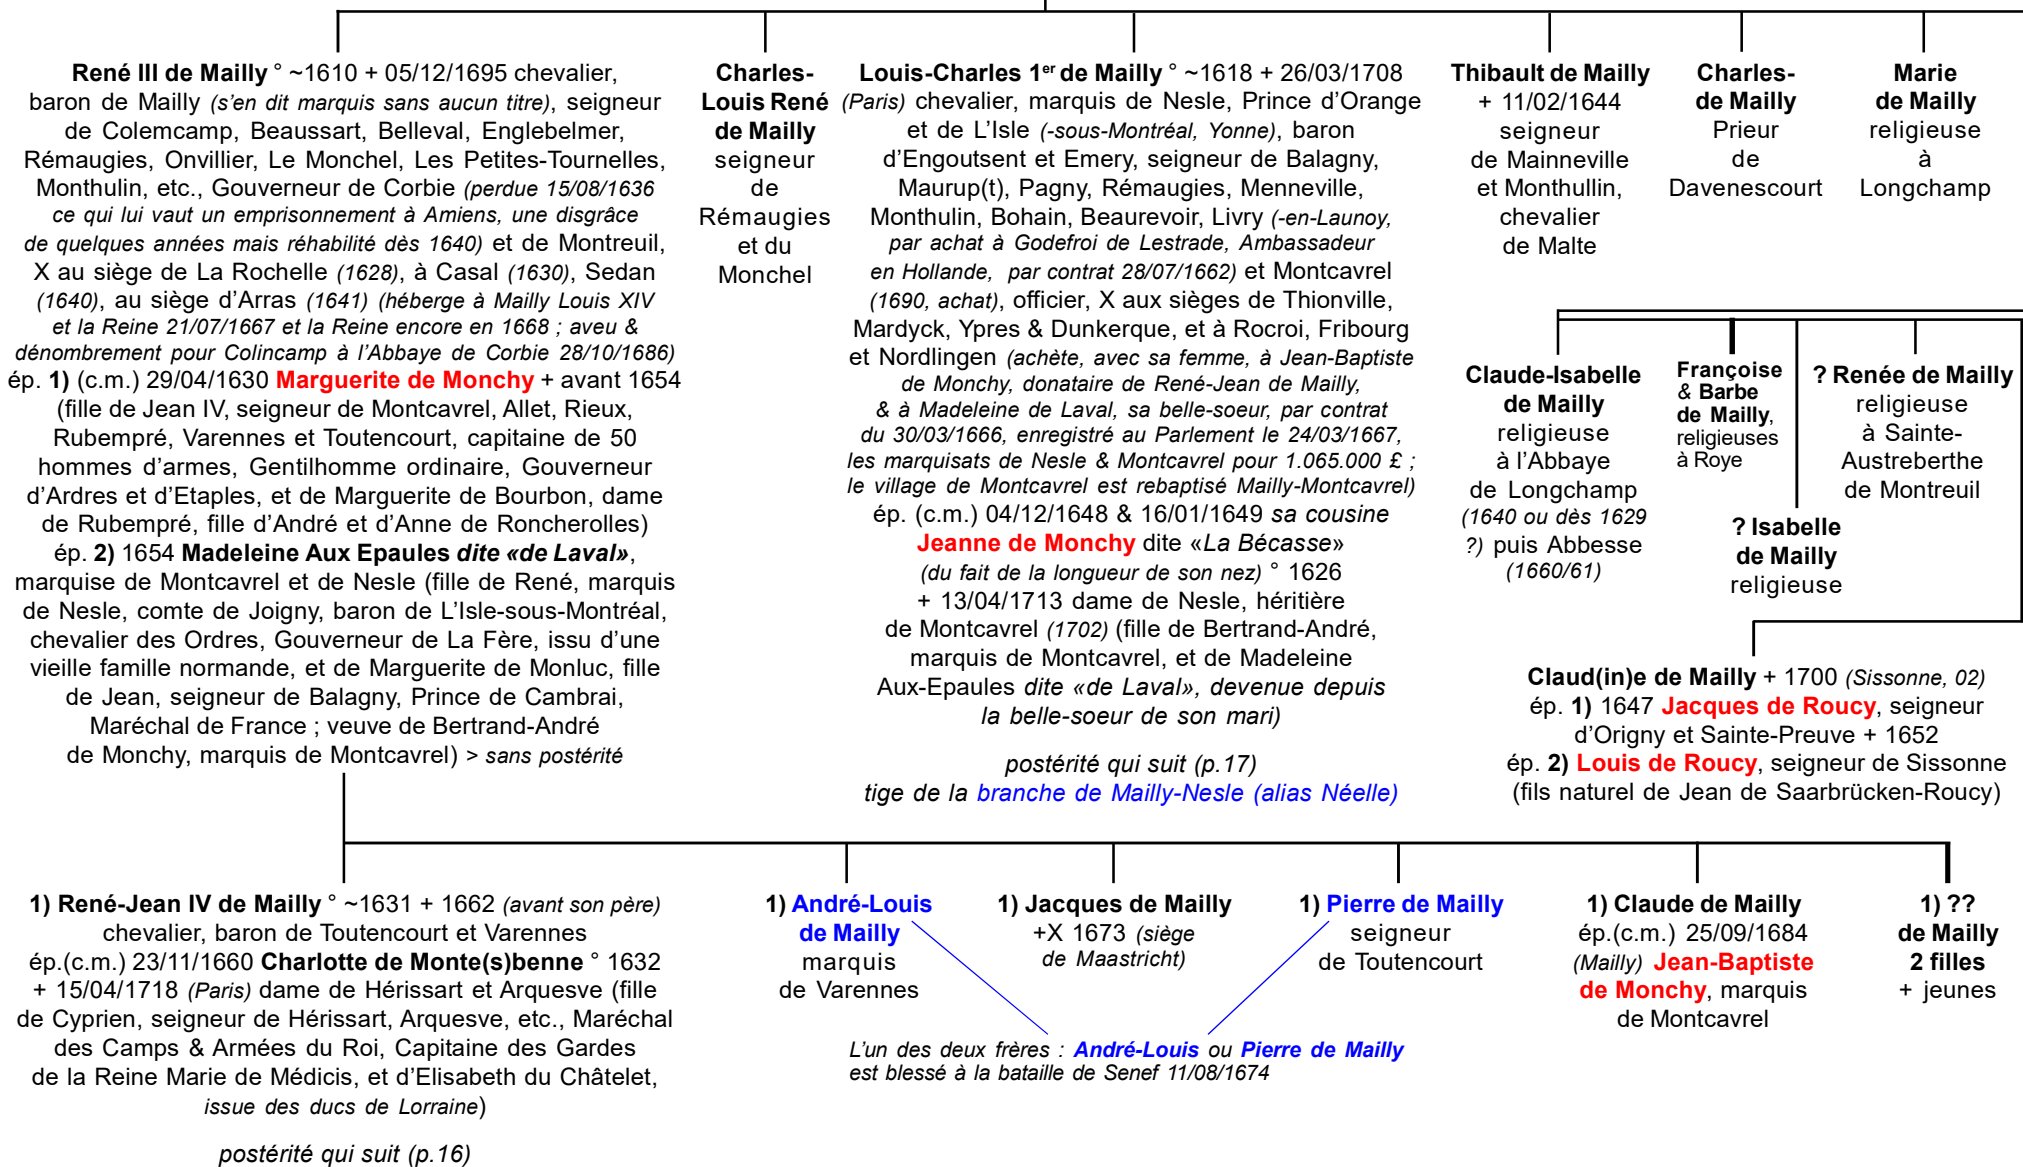 René III de Mailly ° ~1610 + 05/12/1695 chevalier,
baron de Mailly (s’en dit marquis sans aucun titre), seigneur
de Colemcamp, Beaussart, Belleval, Englebelmer,
Rémaugies, Onvillier, Le Monchel, Les Petites-Tournelles,
Monthulin, etc., Gouverneur de Corbie (perdue 15/08/1636
ce qui lui vaut un emprisonnement à Amiens, une disgrâce
de quelques années mais réhabilité dès 1640) et de Montreuil,
X au siège de La Rochelle (1628), à Casal (1630), Sedan
(1640), au siège d’Arras (1641) (héberge à Mailly Louis XIV
et la Reine 21/07/1667 et la Reine encore en 1668 ; aveu &
dénombrement pour Colincamp à l’Abbaye de Corbie 28/10/1686)
ép. 1) (c.m.) 29/04/1630 Marguerite de Monchy + avant 1654
(fille de Jean IV, seigneur de Montcavrel, Allet, Rieux,
Rubempré, Varennes et Toutencourt, capitaine de 50
hommes d’armes, Gentilhomme ordinaire, Gouverneur
d’Ardres et d’Etaples, et de Marguerite de Bourbon, dame
de Rubempré, fille d’André et d’Anne de Roncherolles)
ép. 2) 1654 Madeleine Aux Epaules dite «de Laval»,
marquise de Montcavrel et de Nesle (fille de René, marquis
de Nesle, comte de Joigny, baron de L’Isle-sous-Montréal,
chevalier des Ordres, Gouverneur de La Fère, issu d’une
vieille famille normande, et de Marguerite de Monluc, fille
de Jean, seigneur de Balagny, Prince de Cambrai,
Maréchal de France ; veuve de Bertrand-André
de Monchy, marquis de Montcavrel) > sans postérité
Charles-
Louis René
de Mailly
seigneur
de
Rémaugies
et du
Monchel
Louis-Charles 1er de Mailly ° ~1618 + 26/03/1708
(Paris) chevalier, marquis de Nesle, Prince d’Orange
et de L’Isle (-sous-Montréal, Yonne), baron
d’Engoutsent et Emery, seigneur de Balagny,
Maurup(t), Pagny, Rémaugies, Menneville,
Monthulin, Bohain, Beaurevoir, Livry (-en-Launoy,
par achat à Godefroi de Lestrade, Ambassadeur
en Hollande, par contrat 28/07/1662) et Montcavrel
(1690, achat), officier, X aux sièges de Thionville,
Mardyck, Ypres & Dunkerque, et à Rocroi, Fribourg
et Nordlingen (achète, avec sa femme, à Jean-Baptiste
de Monchy, donataire de René-Jean de Mailly,
& à Madeleine de Laval, sa belle-soeur, par contrat
du 30/03/1666, enregistré au Parlement le 24/03/1667,
les marquisats de Nesle & Montcavrel pour 1.065.000 £ ;
le village de Montcavrel est rebaptisé Mailly-Montcavrel)
ép. (c.m.) 04/12/1648 & 16/01/1649 sa cousine
Jeanne de Monchy dite «La Bécasse»
(du fait de la longueur de son nez) ° 1626
+ 13/04/1713 dame de Nesle, héritière
de Montcavrel (1702) (fille de Bertrand-André,
marquis de Montcavrel, et de Madeleine
Aux-Epaules dite «de Laval», devenue depuis
la belle-soeur de son mari)
postérité qui suit (p.17)
tige de la branche de Mailly-Nesle (alias Néelle)
Thibault de Mailly
+ 11/02/1644
seigneur
de Mainneville
et Monthullin,
chevalier
de Malte
Charles-
de Mailly
Prieur
de
Davenescourt
Marie
de Mailly
religieuse
à
Longchamp
Claude-Isabelle
de Mailly
religieuse
à l’Abbaye
de Longchamp
(1640 ou dès 1629
?) puis Abbesse
(1660/61)
Françoise
& Barbe
de Mailly,
religieuses
à Roye
? Isabelle
de Mailly
religieuse
? Renée de Mailly
religieuse
à Sainte-
Austreberthe
de Montreuil
Claud(in)e de Mailly + 1700 (Sissonne, 02)
ép. 1) 1647 Jacques de Roucy, seigneur
d’Origny et Sainte-Preuve + 1652
ép. 2) Louis de Roucy, seigneur de Sissonne
(fils naturel de Jean de Saarbrücken-Roucy)
1) René-Jean IV de Mailly ° ~1631 + 1662 (avant son père)
chevalier, baron de Toutencourt et Varennes
ép.(c.m.) 23/11/1660 Charlotte de Monte(s)benne ° 1632
+ 15/04/1718 (Paris) dame de Hérissart et Arquesve (fille
de Cyprien, seigneur de Hérissart, Arquesve, etc., Maréchal
des Camps & Armées du Roi, Capitaine des Gardes
de la Reine Marie de Médicis, et d’Elisabeth du Châtelet,
issue des ducs de Lorraine)
postérité qui suit (p.16)
1) André-Louis
de Mailly
marquis
de Varennes
1) Jacques de Mailly
+X 1673 (siège
de Maastricht)
1) Pierre de Mailly
seigneur
de Toutencourt
L’un des deux frères : André-Louis ou Pierre de Mailly
est blessé à la bataille de Senef 11/08/1674
1) Claude de Mailly
ép.(c.m.) 25/09/1684
(Mailly) Jean-Baptiste
de Monchy, marquis
de Montcavrel
1) ??
de Mailly
2 filles
+ jeunes